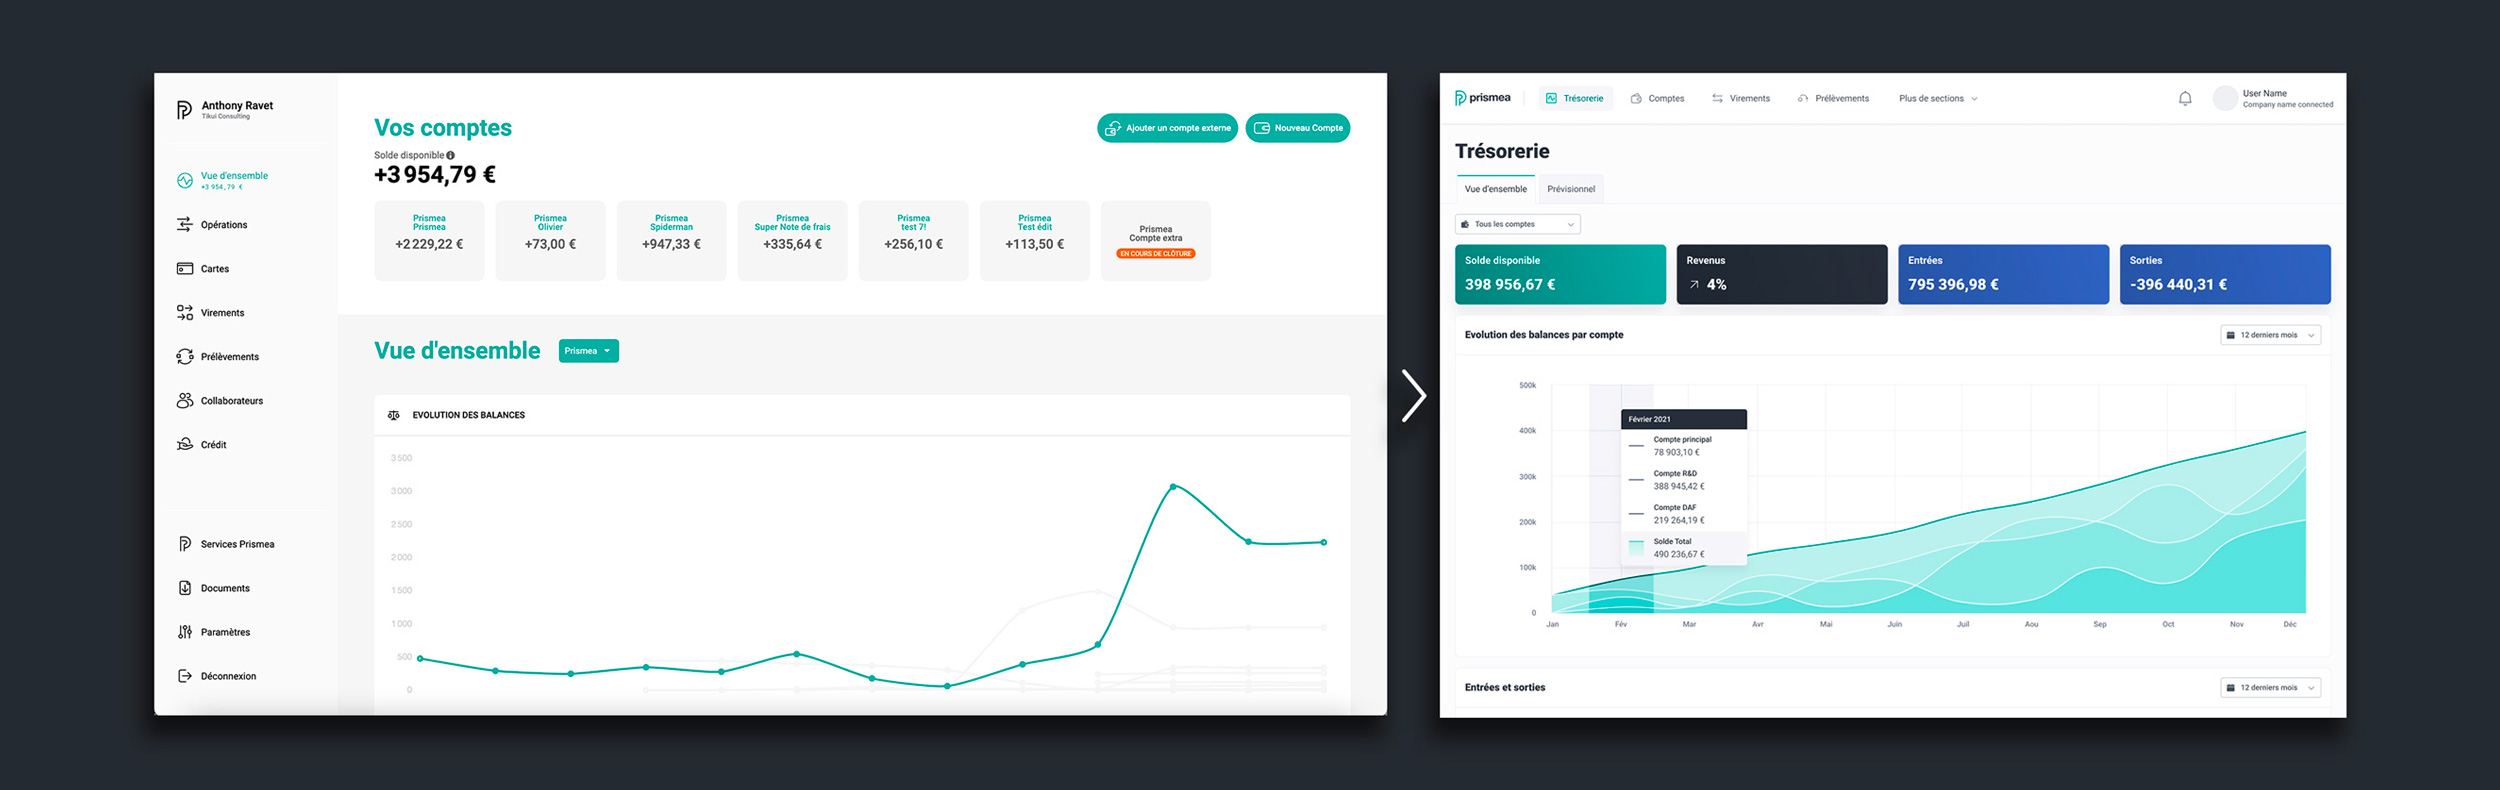 Anthony Ravet
Tikui Consulting
Vue d'ensemble
+3 954,79 €
Opérations
Cartes
Virements
Prélèvements
Collaborateurs
Crédit
Services Prismea
Documents
Paramètres
Déconnexion
Vos comptes
Ajouter un compte externe
Nouveau Compte
Solde disponible
+3 954,79 €
Prismea
Prismea
+2 229,22 €
Prismea
Olivier
+73,00 €
Prismea
Spiderman
+947,33 €
Prismea
Super Note de frais
+335,64 €
Prismea
test 7!
+256,10 €
Prismea
Test édit
+113,50 €
Prismea
Compte extra
EN COURS DE CLÔTURE
Vue d'ensemble
Prismea
EVOLUTION DES BALANCES
3 500
3 000
2 500
2 000
1 500
1 000
500
0
prismea
Trésorerie
Comptes
Virements
Prélèvements
Plus de sections
User Name
Company name connected
Trésorerie
Vue d'ensemble
Prévisionnel
Tous les comptes
Solde disponible
398 956,67 €
Revenus
4%
Entrées
795 396,98 €
Sorties
-396 440,31 €
Evolution des balances par compte
12 derniers mois
500k
400k
300k
200k
100k
0
Février 2021
Compte principal
78 903,10 €
Compte R&D
388 945,42 €
Compte DAF
219 264,19 €
Solde Total
490 236,67 €
Jan
Fév
Mar
Avr
Mai
Juin
Juil
Aou
Sep
Oct
Nov
Déc
Entrées et sorties
12 derniers mois